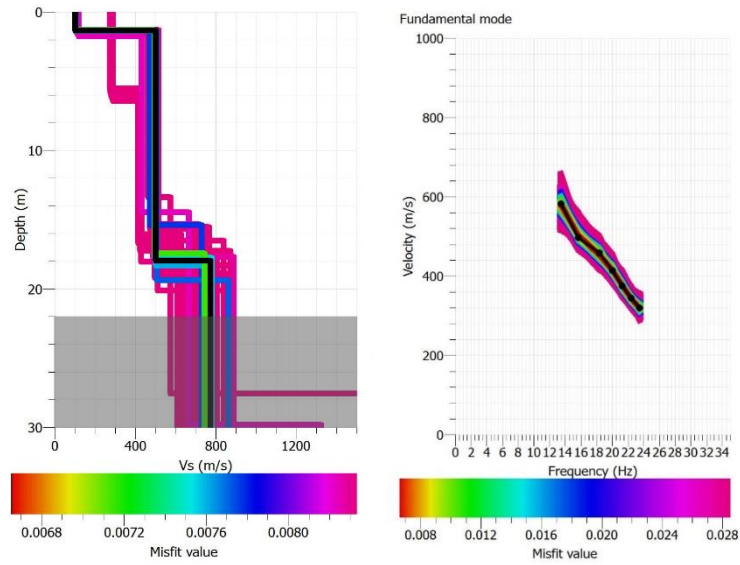 0
10
20
30
Depth (m)
0 400 800 1200
Vs (m/s)
0.0068 0.0072 0.0076 0.0080
Misfit value
Fundamental mode
1000
800
600
400
200
0
Velocity (m/s)
0 2 4 6 8 10 12 13 14 16 18 20 22 24 26 28 30 32 34
Frequency (Hz)
0.008 0.012 0.016 0.020 0.024 0.028
Misfit value